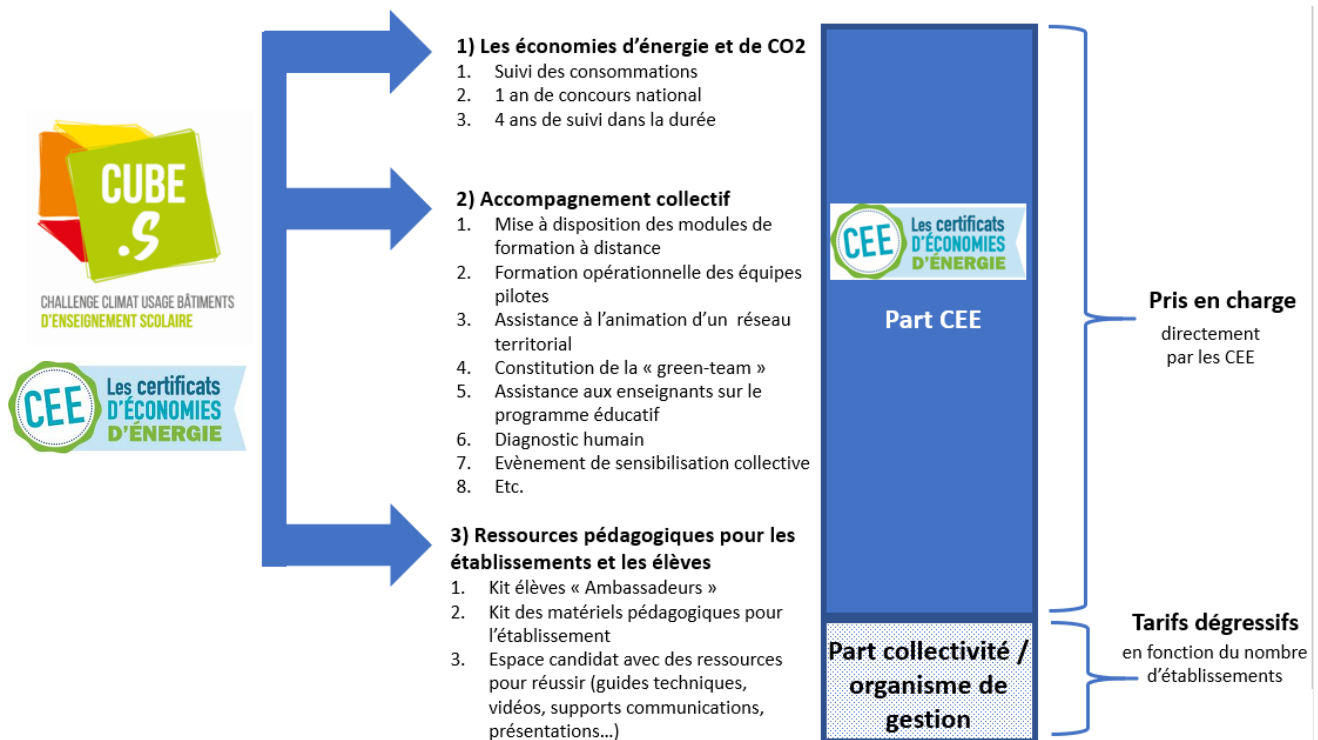 CUBE
.S
CHALLENGE CLIMAT USAGE BÂTIMENTS
D'ENSEIGNEMENT SCOLAIRE
CEE
Les certificats
D'ÉCONOMIES
D'ÉNERGIE
1) Les économies d'énergie et de CO2
1. Suivi des consommations
2. 1 an de concours national
3. 4 ans de suivi dans la durée
2) Accompagnement collectif
1. Mise à disposition des modules de
formation à distance
2. Formation opérationnelle des équipes
pilotes
3. Assistance à l'animation d'un réseau
territorial
4. Constitution de la « green-team »
5. Assistance aux enseignants sur le
programme éducatif
6. Diagnostic humain
7. Evènement de sensibilisation collective
8. Etc.
3) Ressources pédagogiques pour les
établissements et les élèves
1. Kit élèves « Ambassadeurs »
2. Kit des matériels pédagogiques pour
l'établissement
3. Espace candidat avec des ressources
pour réussir (guides techniques,
vidéos, supports communications,
présentations…)
CEE
Les certificats
D'ÉCONOMIES
D'ÉNERGIE
Part CEE
Part collectivité /
organisme de
gestion
Pris en charge
directement
par les CEE
Tarifs dégressifs
en fonction du nombre
d'établissements